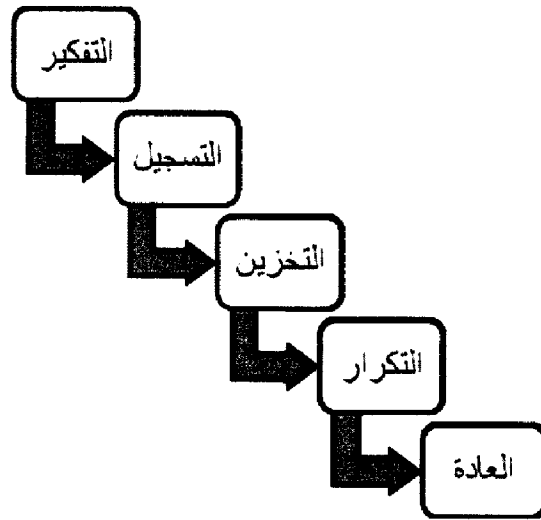 التفكير
التسجيل
التخزين
التكرار
العادة